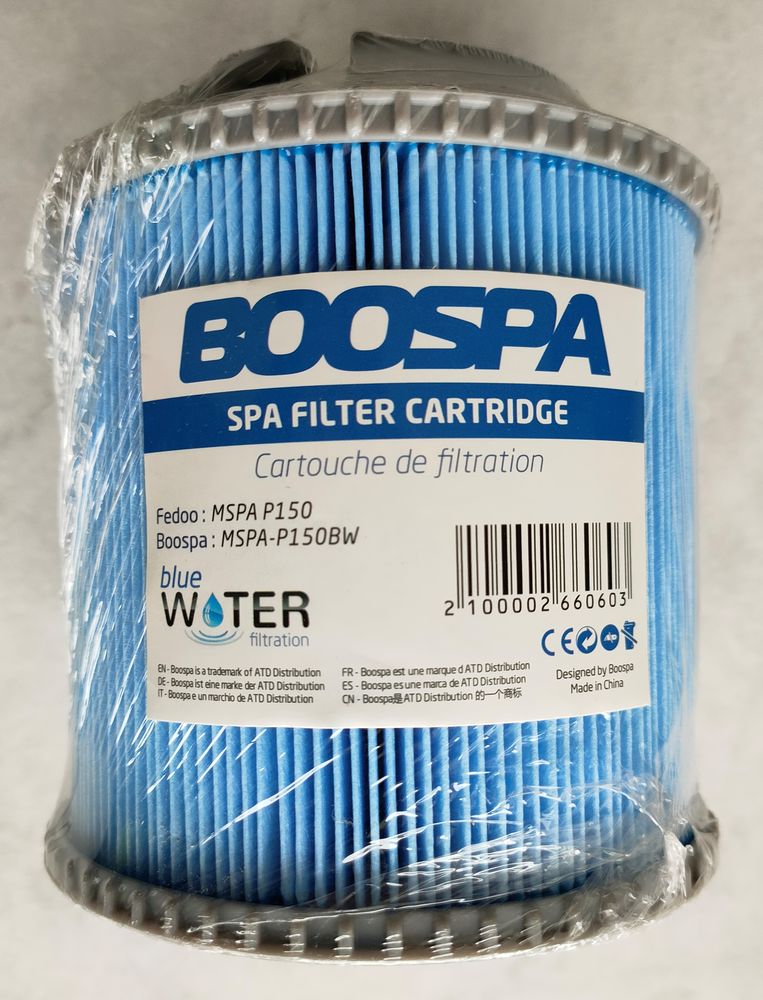 BOOSPA
SPA FILTER CARTRIDGE
Cartouche de filtration
Fedoo : MSPA P150
Boospa : MSPA-P150BW
blue
WATER
filtration
2 100002 660603
CE
EN - Boospa is a trademark of ATD Distribution
DE - Boospa ist eine marke der ATD Distribution
IT - Boospa e un marchio de ATD Distribution
FR - Boospa est une marque d ATD Distribution
ES - Boospa es une marca de ATD Distribution
CN - Boospa是ATD Distribution 的一个商标
Designed by Boospa
Made in China